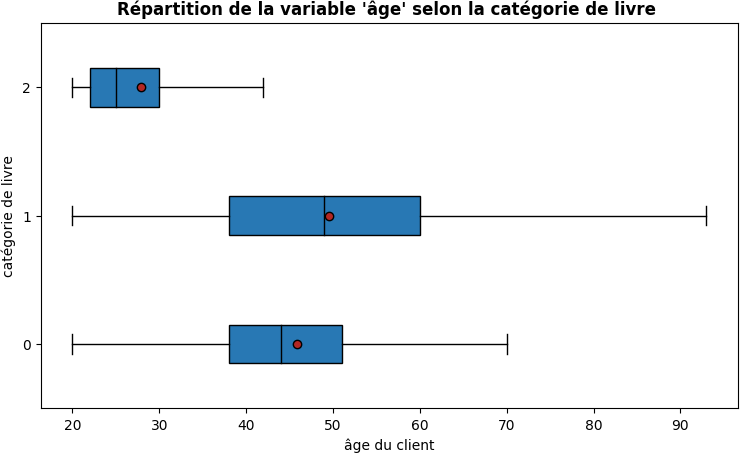 Répartition de la variable 'âge' selon la catégorie de livre
catégorie de livre
2
1
0
20 30 40 50 60 70 80 90
âge du client